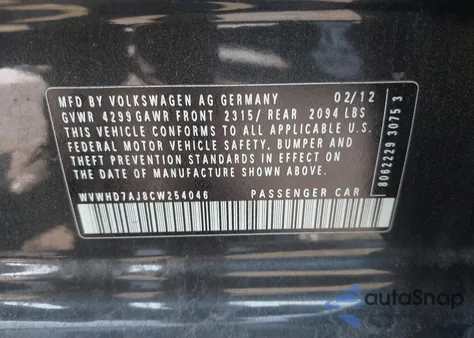 MFD BY VOLKSWAGEN AG GERMANY 02/12
GVWR 4299 GAWR FRONT 2315/ REAR 2094 LBS
THIS VEHICLE CONFORMS TO ALL APPLICABLE U.S.
FEDERAL MOTOR VEHICLE SAFETY, BUMPER AND
THEFT PREVENTION STANDARDS IN EFFECT ON
THE DATE OF MANUFACTURE SHOWN ABOVE.
WVWHD7AJ8CW254046 PASSENGER CAR
8062229 3075 3
autoSnap